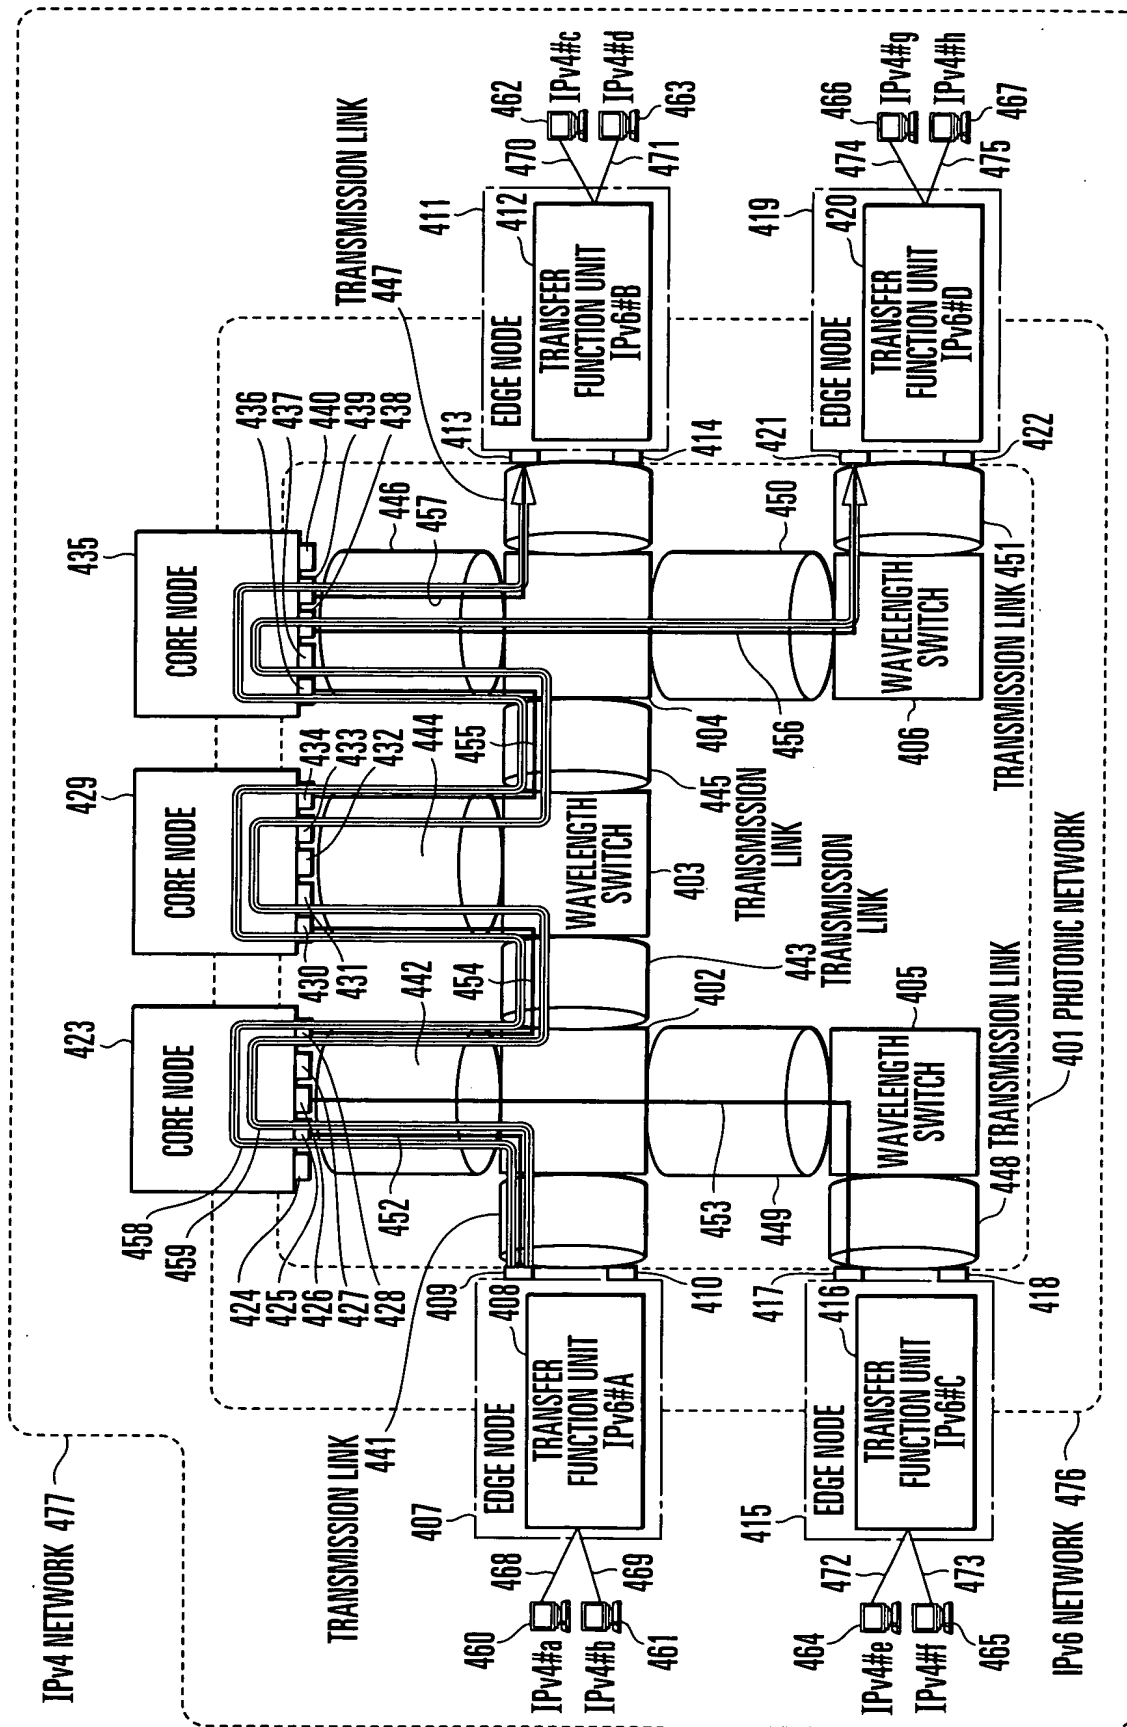 IPv4 NETWORK 477
IPv6 NETWORK 476
401 PHOTONIC NETWORK
423
CORE NODE
429
CORE NODE
435
CORE NODE
458
459
424
425
426
427
428
430
431
434
433
432
436
437
440
439
438
442
444
446
457
452
454
455
453
456
TRANSMISSION LINK
441
TRANSMISSION LINK
447
402
443
TRANSMISSION
LINK
WAVELENGTH
SWITCH
403
445
TRANSMISSION
LINK
404
449
450
WAVELENGTH
SWITCH
405
WAVELENGTH
SWITCH
406
448 TRANSMISSION LINK
TRANSMISSION LINK 451
407
EDGE NODE
408
409
410
TRANSFER
FUNCTION UNIT
IPv6#A
468
469
460
IPv4#a
IPv4#b
461
411
EDGE NODE
412
413
414
TRANSFER
FUNCTION UNIT
IPv6#B
470
471
462
IPv4#c
IPv4#d
463
415
EDGE NODE
416
417
418
TRANSFER
FUNCTION UNIT
IPv6#C
472
473
464
IPv4#e
IPv4#f
465
419
EDGE NODE
420
421
422
TRANSFER
FUNCTION UNIT
IPv6#D
474
475
466
IPv4#g
IPv4#h
467